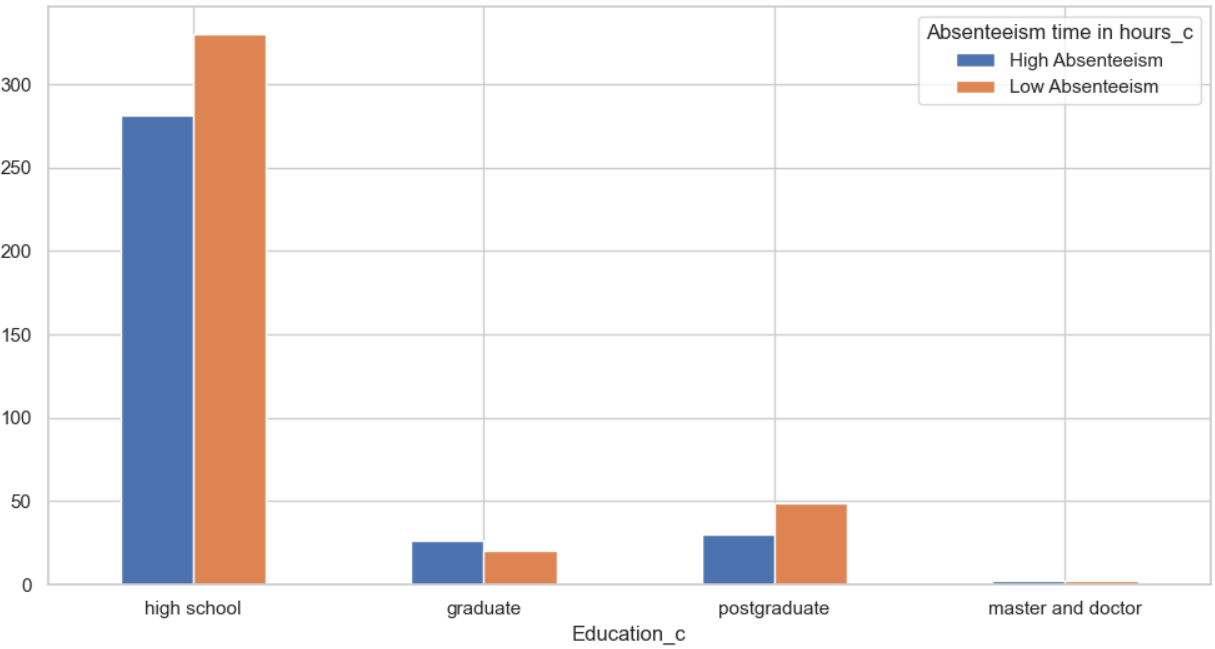 Absenteeism time in hours_c
High Absenteeism
Low Absenteeism
300
250
200
150
100
50
0
high school graduate postgraduate master and doctor
Education_c